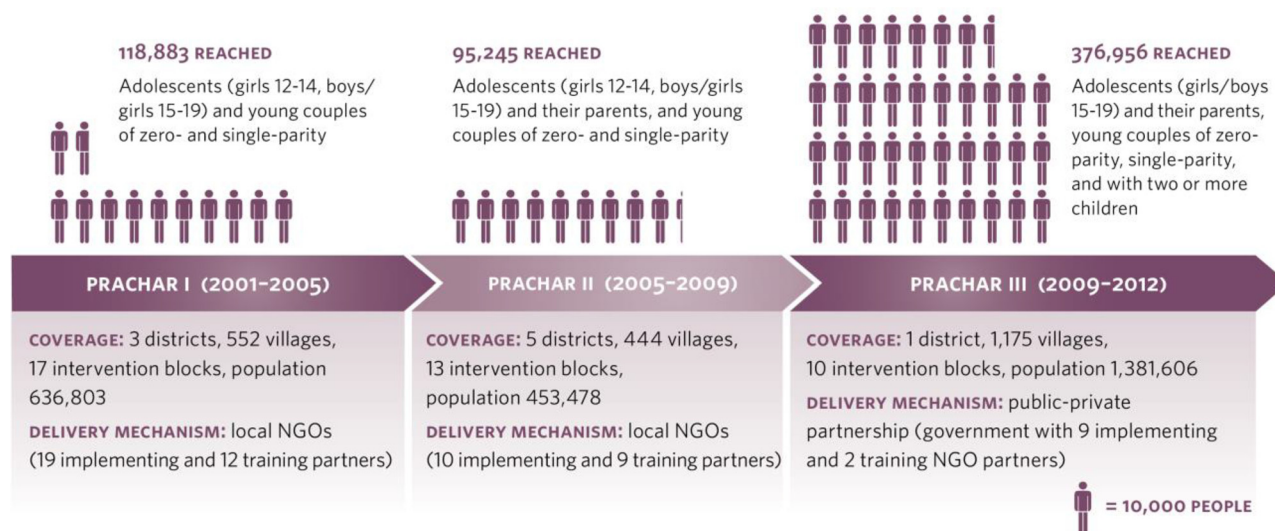 118,883 REACHED
Adolescents (girls 12-14, boys/
girls 15-19) and young couples
of zero- and single-parity
95,245 REACHED
Adolescents (girls 12-14, boys/girls
15-19) and their parents, and young
couples of zero- and single-parity
376,956 REACHED
Adolescents (girls/boys
15-19) and their parents,
young couples of zero-
parity, single-parity,
and with two or more
children
PRACHAR I (2001–2005)
PRACHAR II (2005–2009)
PRACHAR III (2009–2012)
COVERAGE: 3 districts, 552 villages,
17 intervention blocks, population
636,803
DELIVERY MECHANISM: local NGOs
(19 implementing and 12 training partners)
COVERAGE: 5 districts, 444 villages,
13 intervention blocks,
population 453,478
DELIVERY MECHANISM: local NGOs
(10 implementing and 9 training partners)
COVERAGE: 1 district, 1,175 villages,
10 intervention blocks, population 1,381,606
DELIVERY MECHANISM: public-private
partnership (government with 9 implementing
and 2 training NGO partners)
= 10,000 PEOPLE